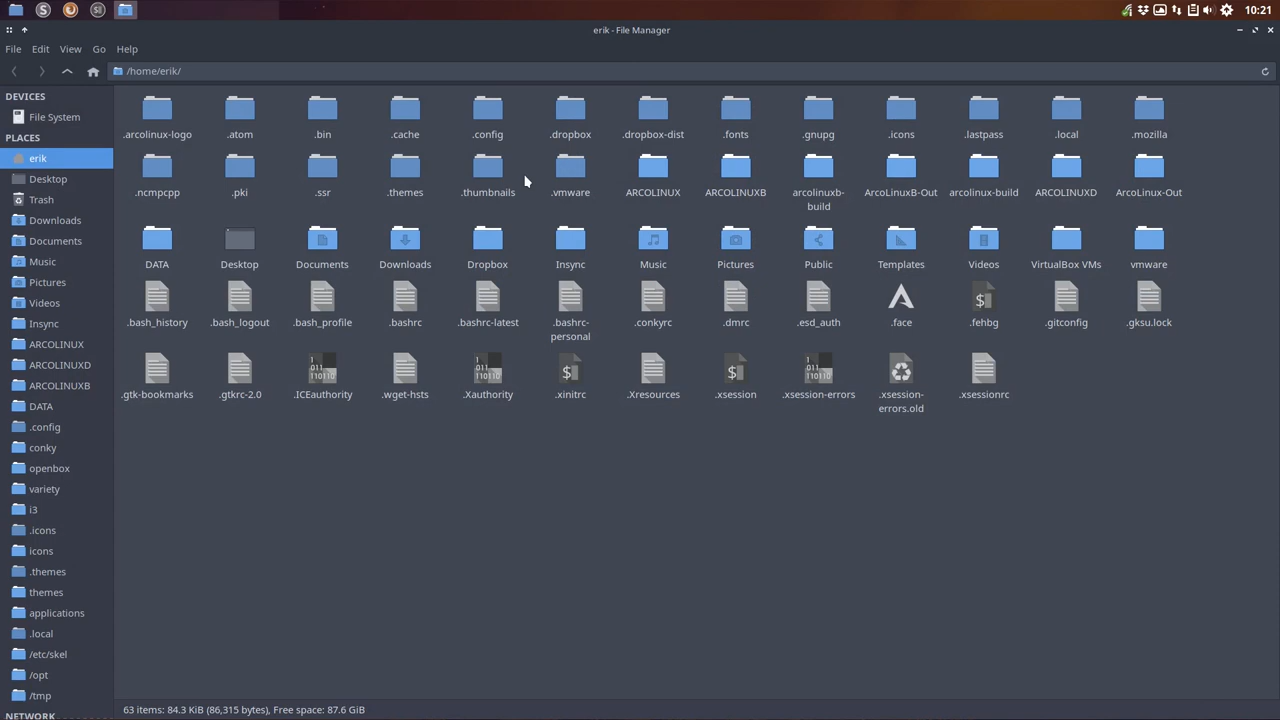 10:21
erik - File Manager
File Edit View Go Help
/home/erik/
DEVICES
File System
PLACES
erik
Desktop
Trash
Downloads
Documents
Music
Pictures
Videos
Insync
ARCOLINUX
ARCOLINUXD
ARCOLINUXB
DATA
.config
conky
openbox
variety
i3
.icons
icons
.themes
themes
applications
.local
/etc/skel
/opt
/tmp
NETWORK
.arcolinux-logo .atom .bin .cache .config .dropbox .dropbox-dist .fonts .gnupg .icons .lastpass .local .mozilla
.ncmpcpp .pki .ssr .themes .thumbnails .vmware ARCOLINUX ARCOLINUXB arcolinuxb- ArcoLinuxB-Out arcolinux-build ARCOLINUXD ArcoLinux-Out
build
DATA Desktop Documents Downloads Dropbox Insync Music Pictures Public Templates Videos VirtualBox VMs vmware
.bash_history .bash_logout .bash_profile .bashrc .bashrc-latest .bashrc- .conkyrc .dmrc .esd_auth .face .fehbg .gitconfig .gksu.lock
personal
.gtk-bookmarks .gtkrc-2.0 .ICEauthority .wget-hsts .Xauthority .xinitrc .Xresources .xsession .xsession-errors .xsession- .xsessionrc
errors.old
63 items: 84.3 KiB (86,315 bytes), Free space: 87.6 GiB